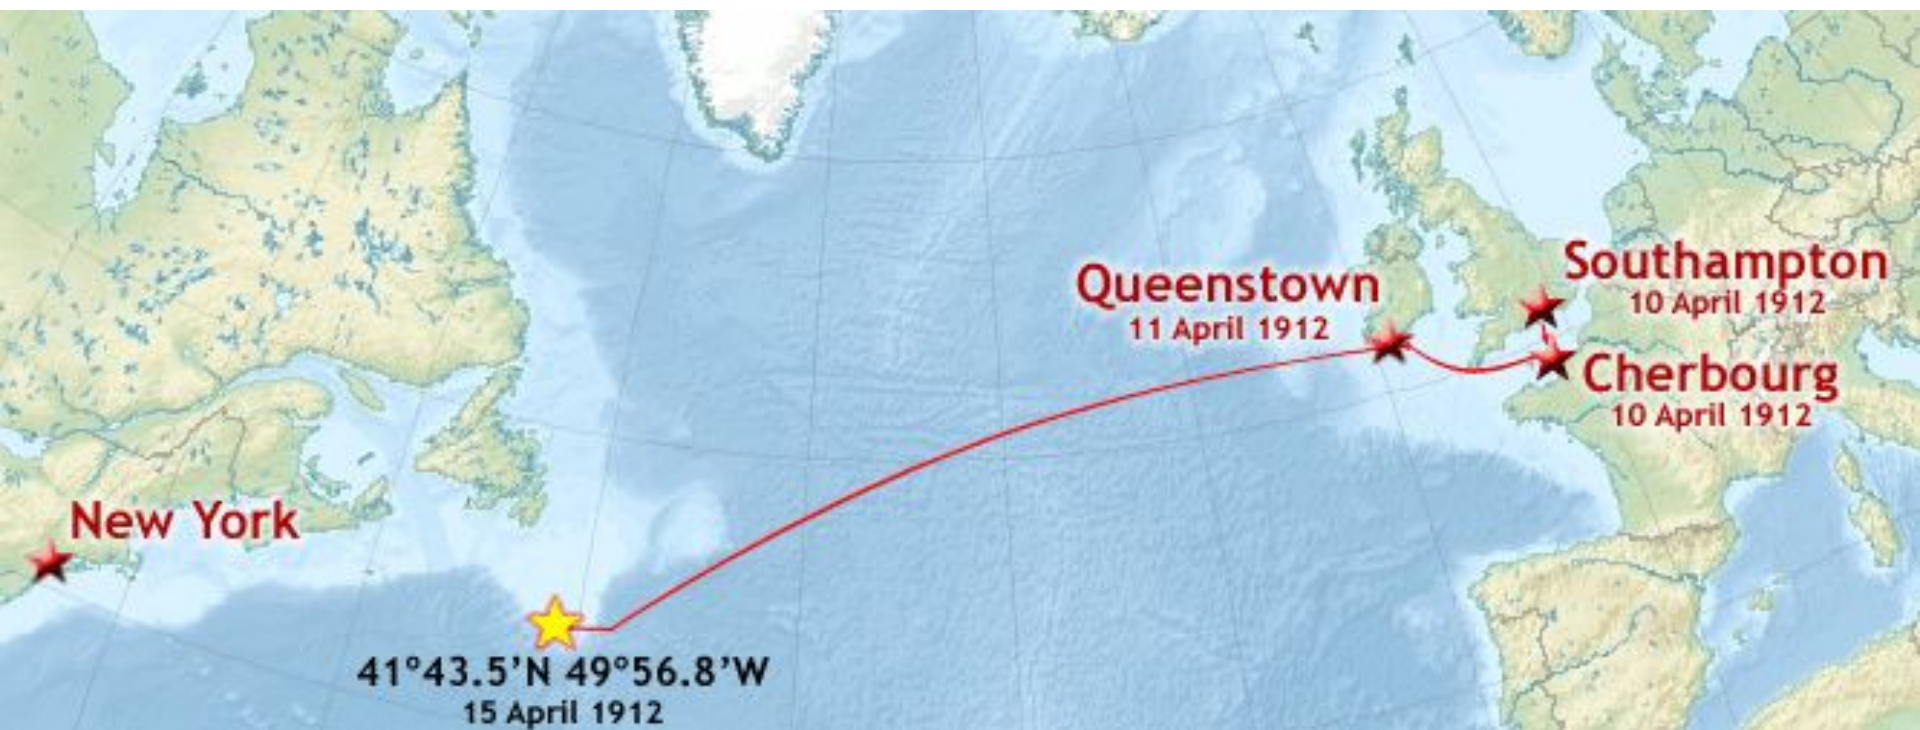 Southampton
10 April 1912
Queenstown
11 April 1912
Cherbourg
10 April 1912
New York
41°43.5’N 49°56.8’W
15 April 1912